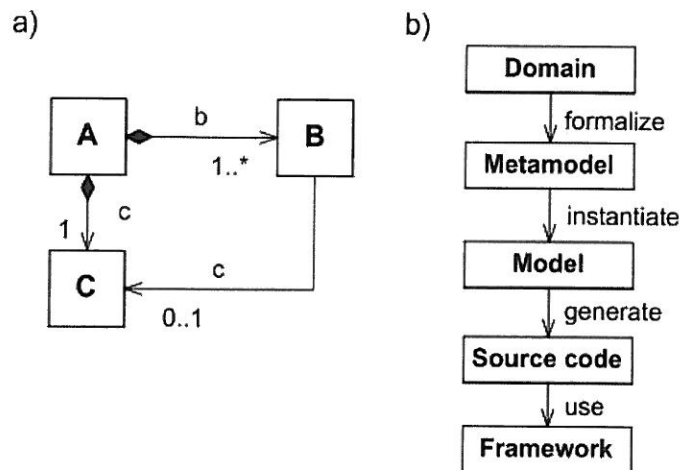 a)
A
b
1..*
B
c
1
C
c
0..1
b)
Domain
formalize
Metamodel
instantiate
Model
generate
Source code
use
Framework